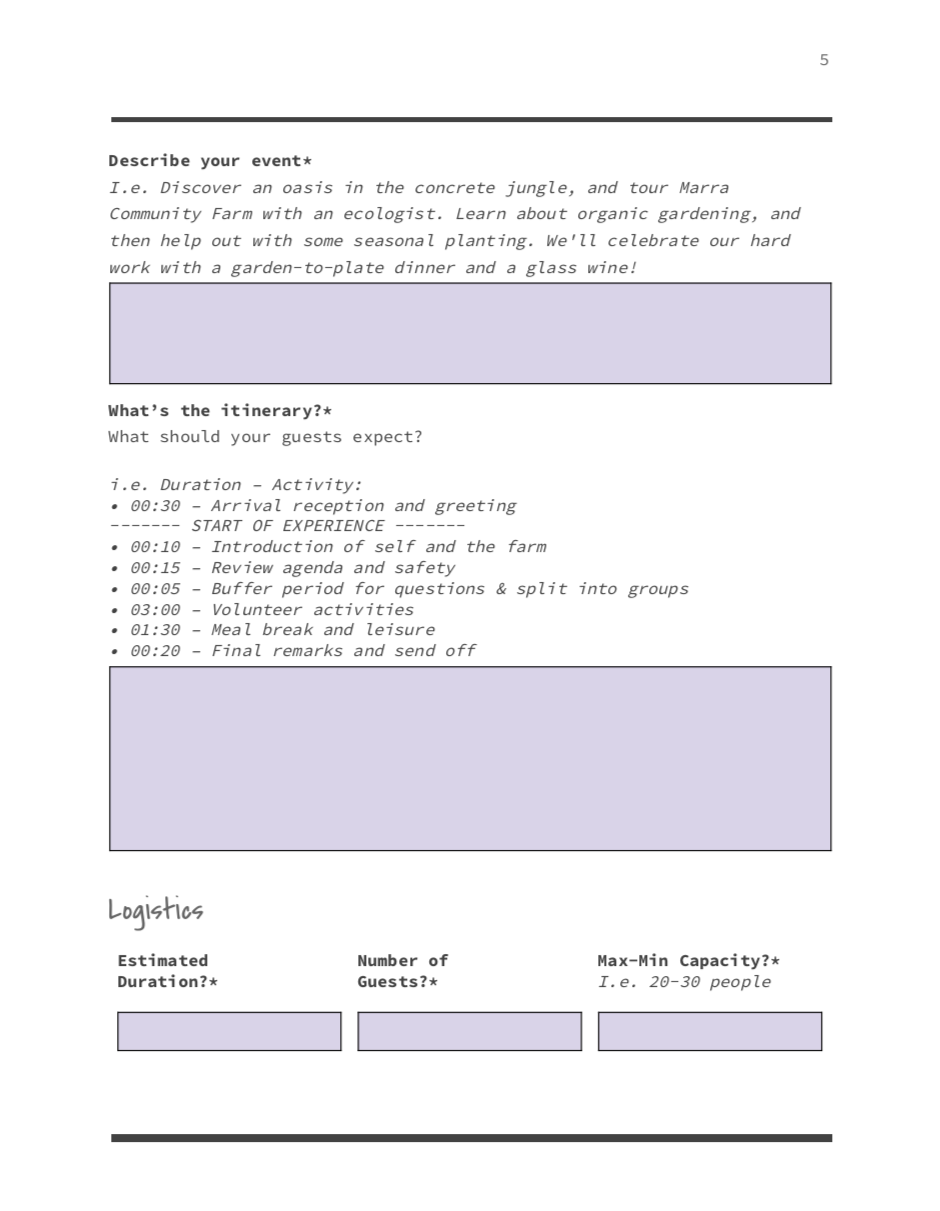 5
Describe your event*
I.e. Discover an oasis in the concrete jungle, and tour Marra
Community Farm with an ecologist. Learn about organic gardening, and
then help out with some seasonal planting. We'll celebrate our hard
work with a garden-to-plate dinner and a glass wine!
What’s the itinerary?*
What should your guests expect?
i.e. Duration – Activity:
• 00:30 – Arrival reception and greeting
------- START OF EXPERIENCE -------
• 00:10 – Introduction of self and the farm
• 00:15 – Review agenda and safety
• 00:05 – Buffer period for questions & split into groups
• 03:00 – Volunteer activities
• 01:30 – Meal break and leisure
• 00:20 – Final remarks and send off
Logistics
Estimated
Duration?*
Number of
Guests?*
Max-Min Capacity?*
I.e. 20-30 people